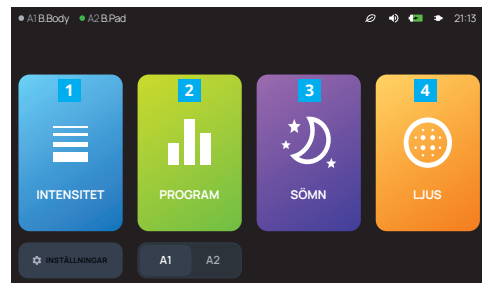 A1 B.Body A2 B.Pad 21:13
1 2 3 4
INTENSITET PROGRAM SÖMN LJUS
INSTÄLLNINGAR A1 A2